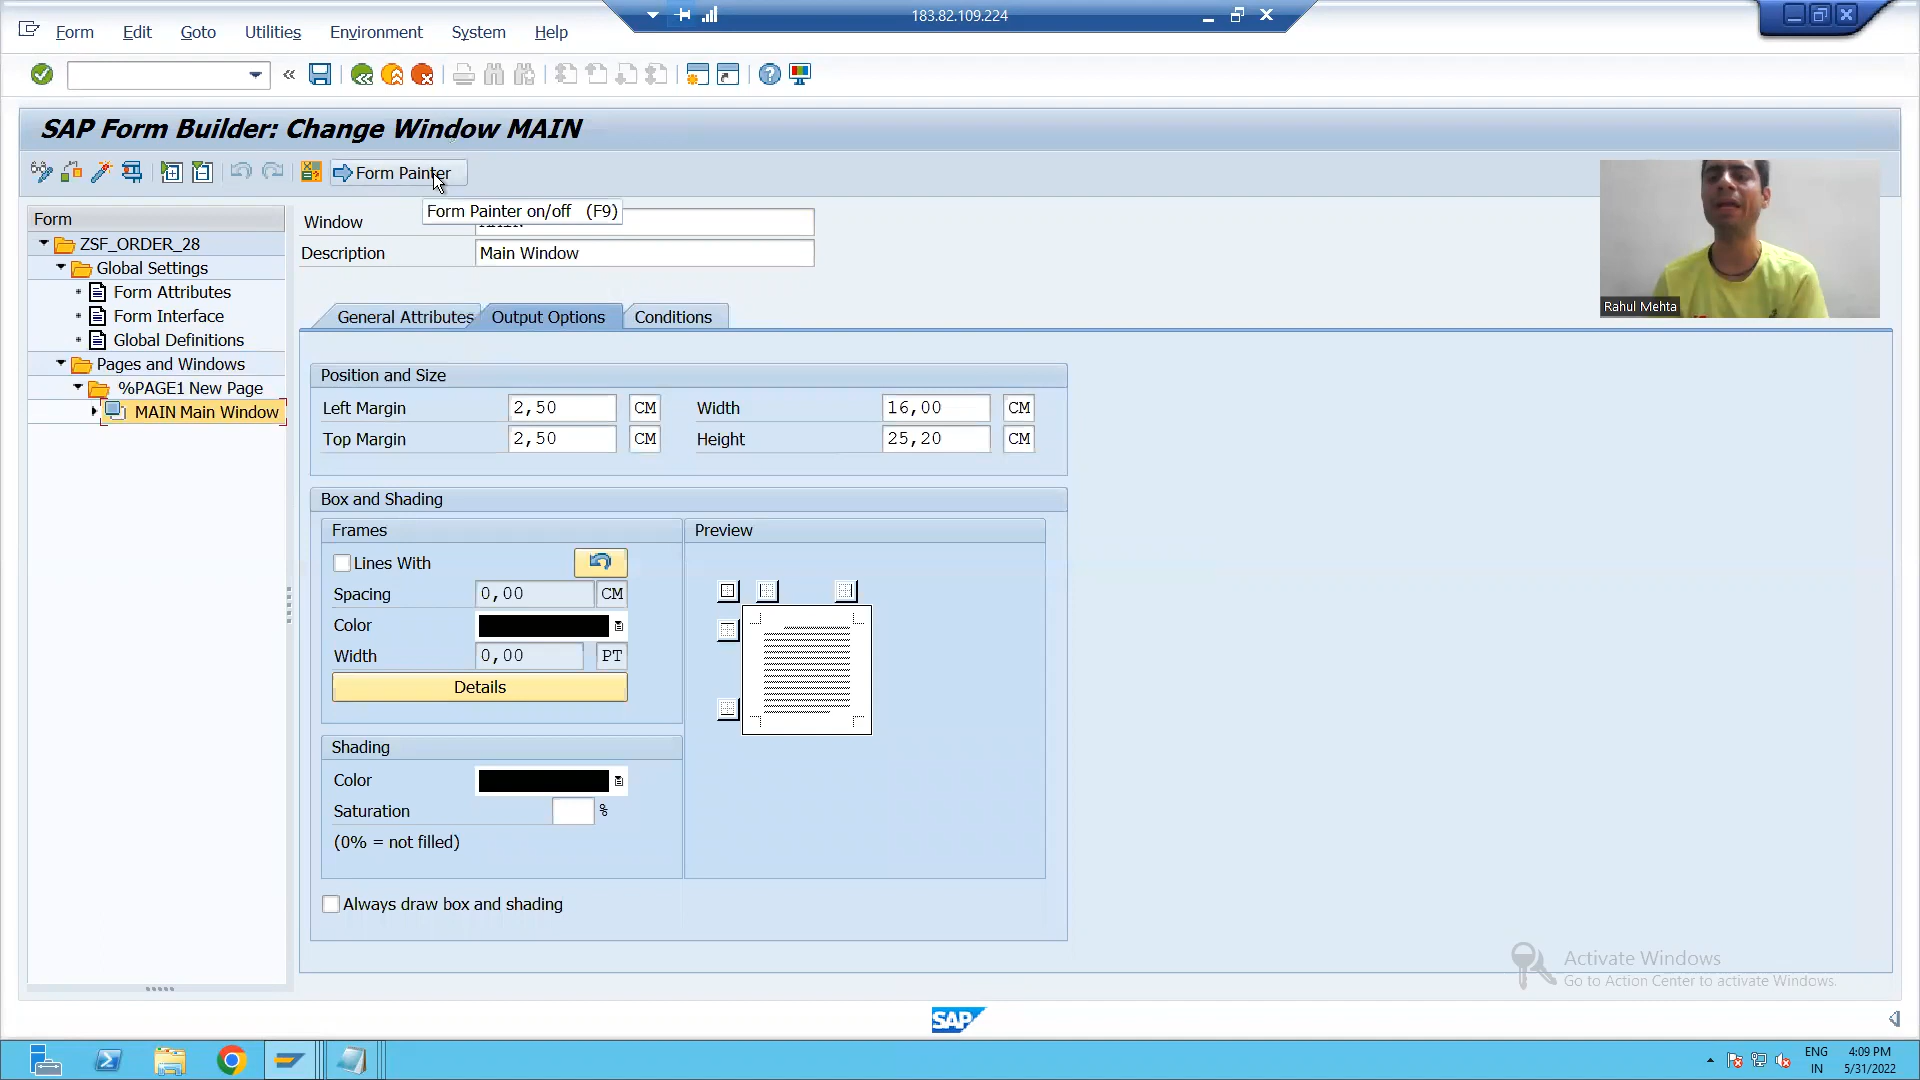 183.82.109.224
Form Edit Goto Utilities Environment System Help
SAP Form Builder: Change Window MAIN
Form Painter
Form Painter on/off (F9)
Rahul Mehta
Form
ZSF_ORDER_28
Global Settings
Form Attributes
Form Interface
Global Definitions
Pages and Windows
%PAGE1 New Page
MAIN Main Window
Window
Description Main Window
General Attributes Output Options Conditions
Position and Size
Left Margin 2,50 CM Width 16,00 CM
Top Margin 2,50 CM Height 25,20 CM
Box and Shading
Frames Preview
Lines With
Spacing 0,00 CM
Color
Width 0,00 PT
Details
Shading
Color
Saturation %
(0% = not filled)
Always draw box and shading
Activate Windows
Go to Action Center to activate Windows.
SAP
ENG 4:09 PM
IN 5/31/2022